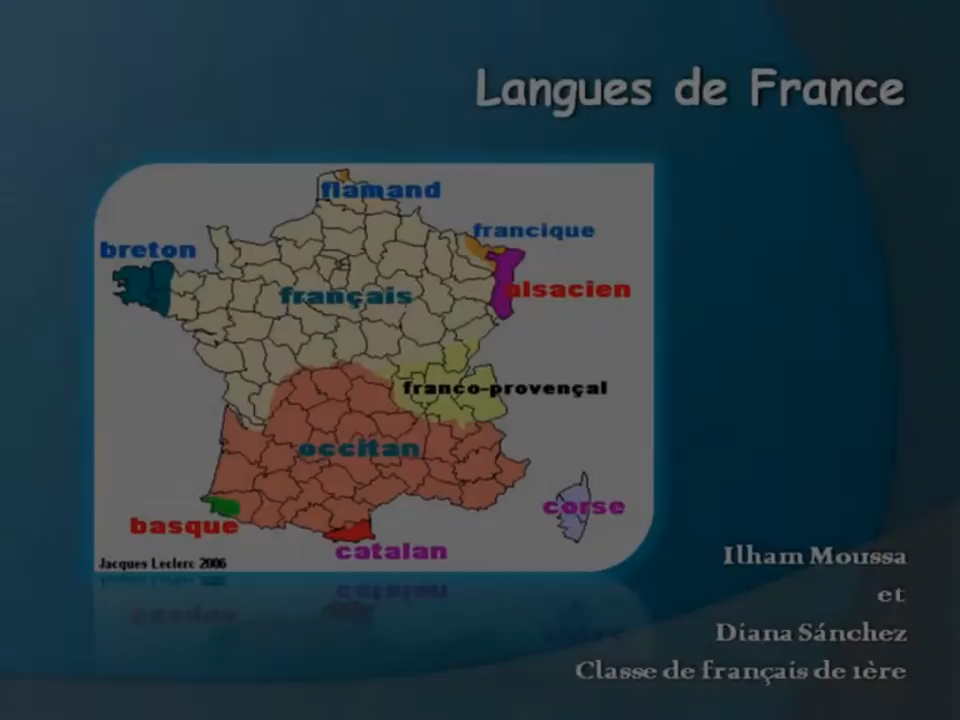 Langues de France
flamand
francique
breton
alsacien
français
franco-provençal
occitan
corse
basque
catalan
Jacques Leclerc 2006
Ilham Moussa
et
Diana Sánchez
Classe de français de 1ère